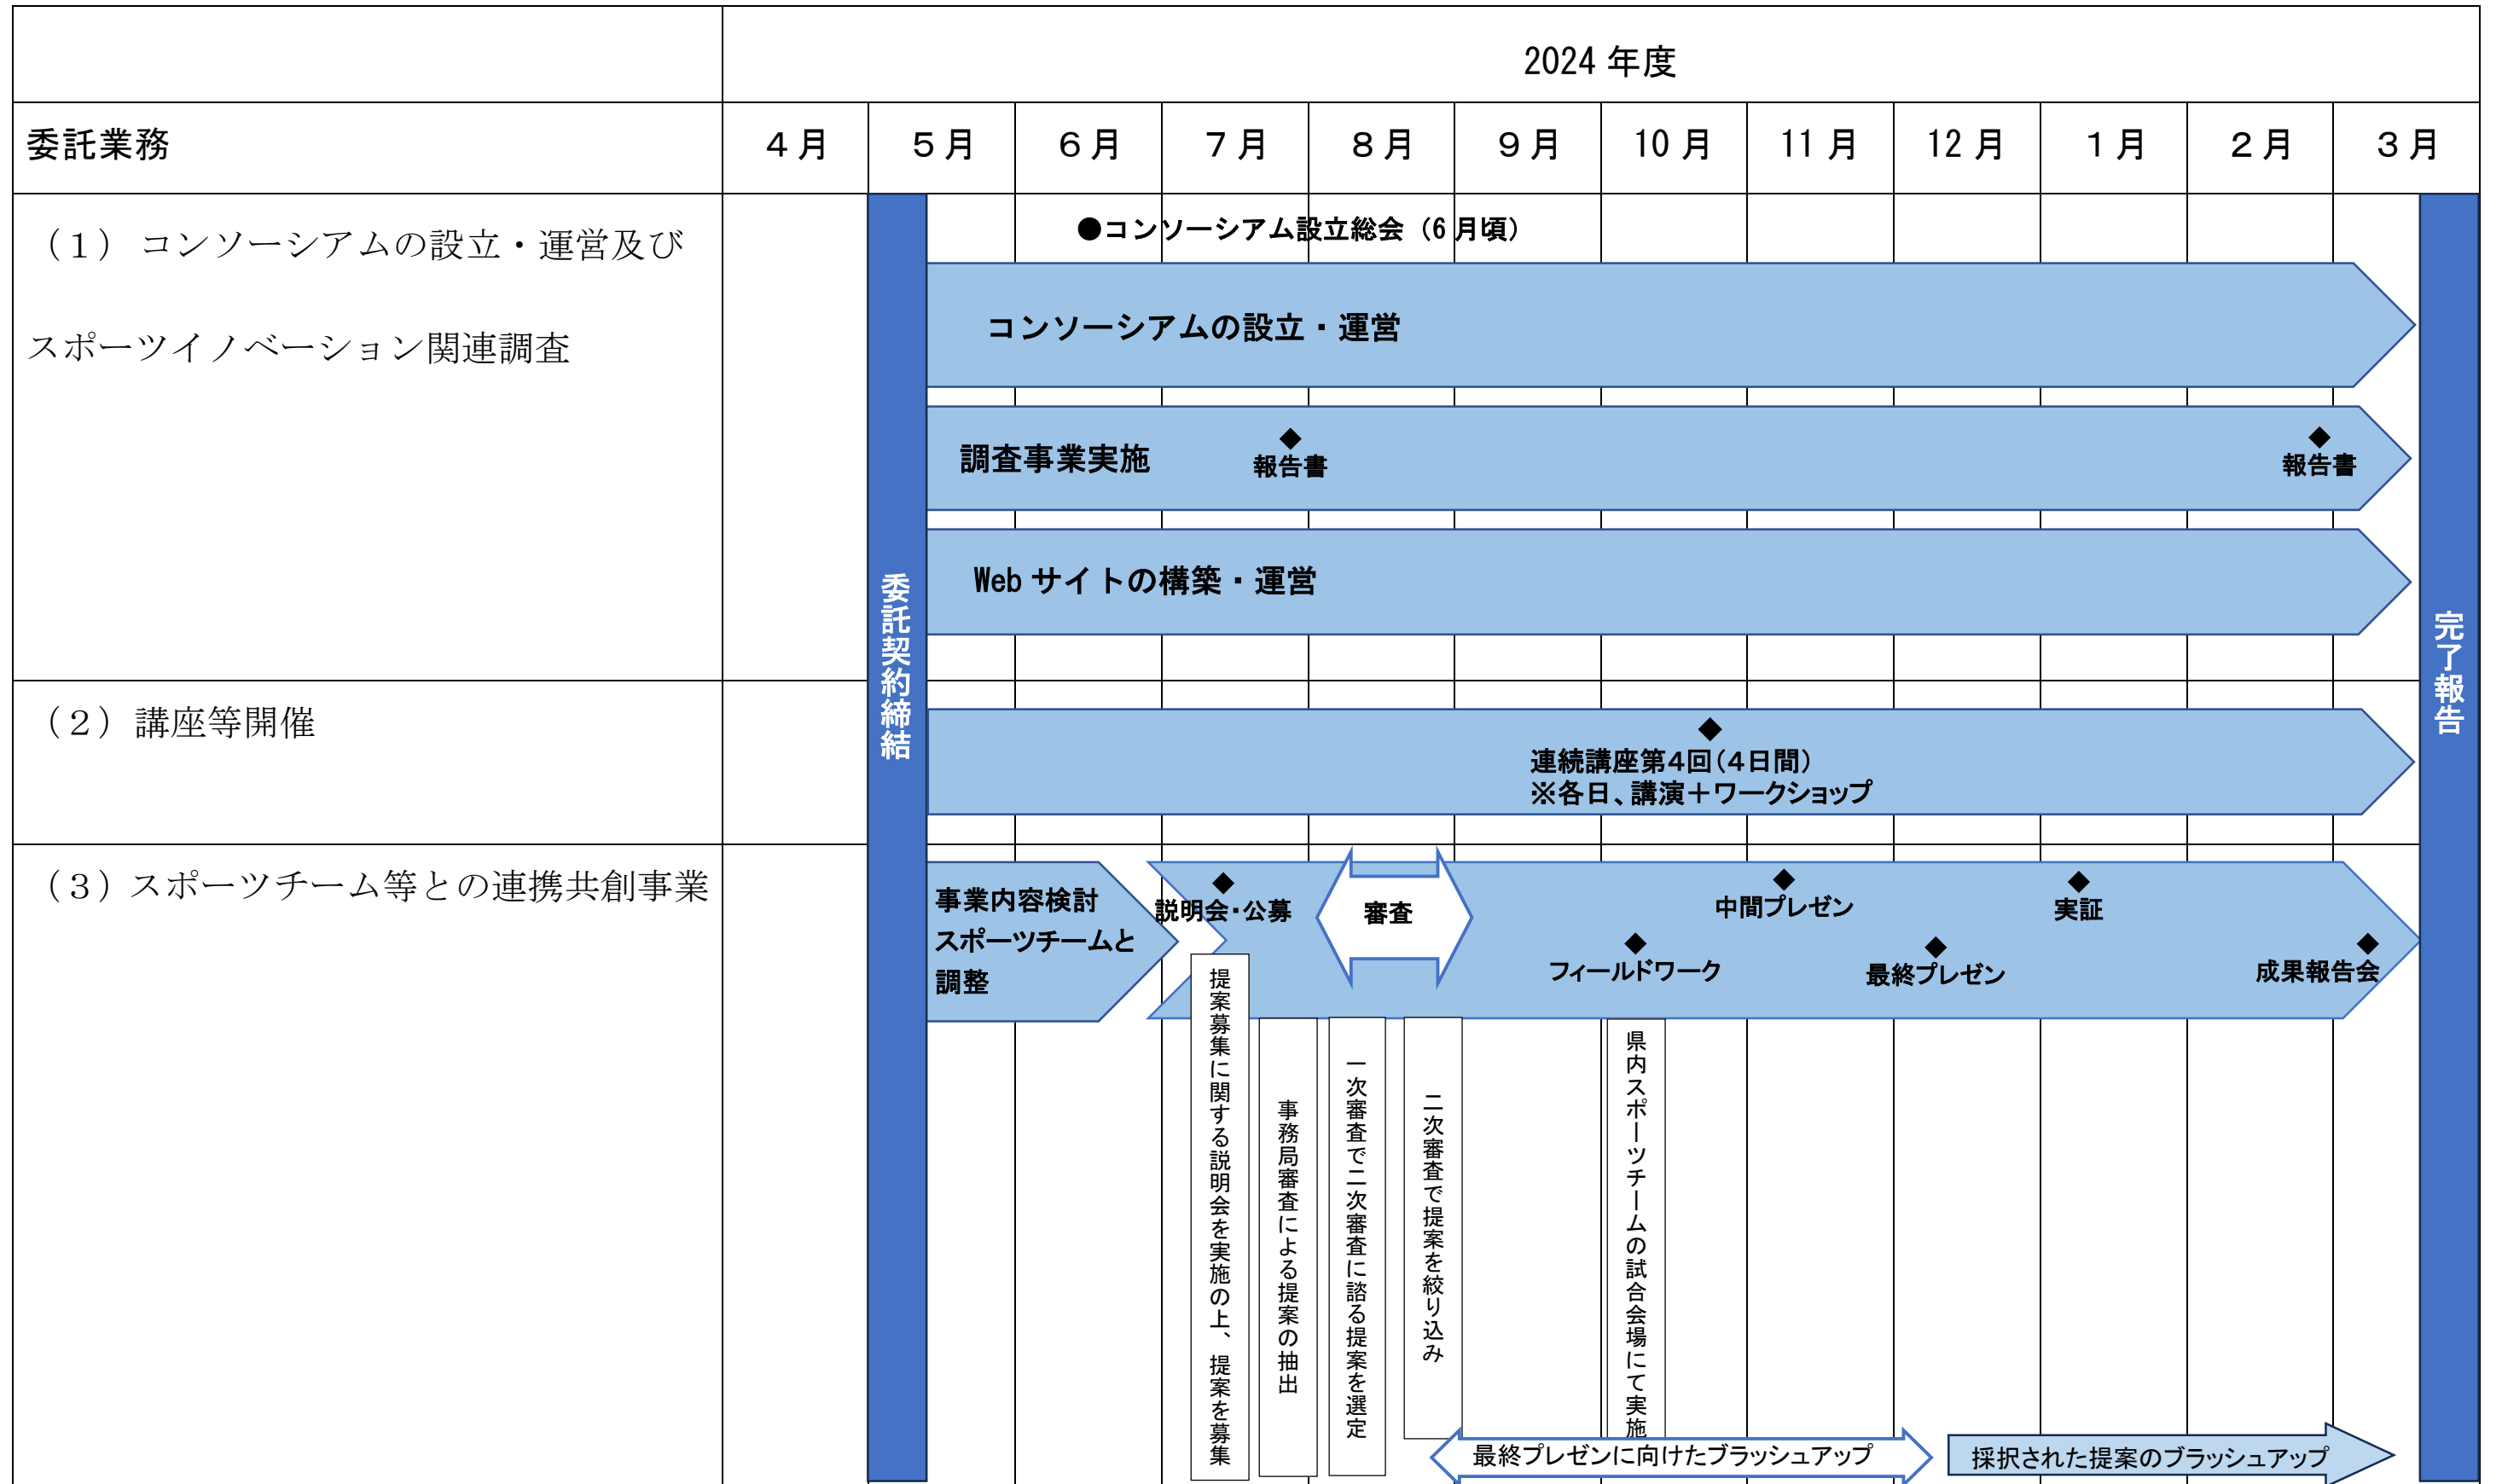 2024 年度
委託業務
４月
５月
６月
７月
８月
９月
10 月
11 月
12 月
１月
２月
３月
（１） コンソーシアムの設立・運営及び
スポーツイノベーション関連調査
●コンソーシアム設立総会（6 月頃）
コンソーシアムの設立・運営
調査事業実施
◆
報告書
◆
報告書
Web サイトの構築・運営
委託契約締結
完了報告
（２）講座等開催
◆
連続講座第４回（４日間）
※各日、講演＋ワークショップ
（３）スポーツチーム等との連携共創事業
事業内容検討
スポーツチームと
調整
◆
説明会・公募
審査
◆
フィールドワーク
◆
中間プレゼン
◆
最終プレゼン
◆
実証
◆
成果報告会
提案募集に関する説明会を実施の上、提案を募集
事務局審査による提案の抽出
一次審査で二次審査に諮る提案を選定
二次審査で提案を絞り込み
県内スポーツチームの試合会場にて実施
最終プレゼンに向けたブラッシュアップ
採択された提案のブラッシュアップ